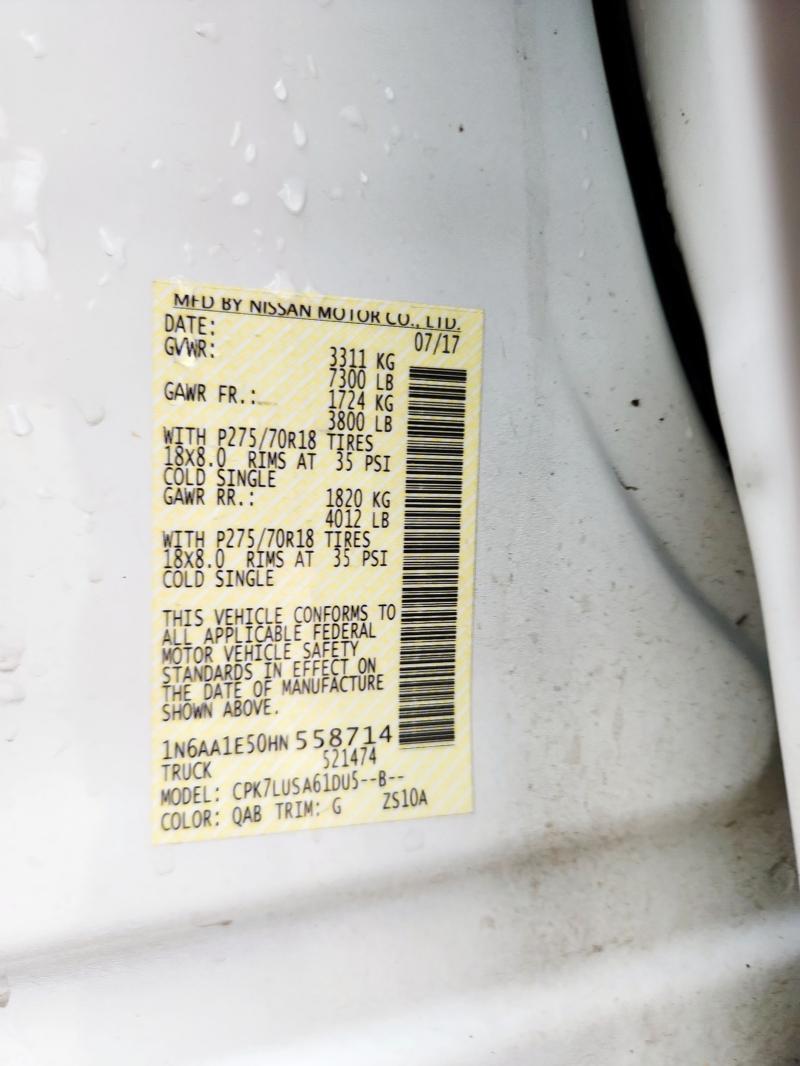 MFD BY NISSAN MOTOR CO., LTD.
DATE: 07/17
GVWR: 3311 KG
7300 LB
GAWR FR.: 1724 KG
3800 LB
WITH P275/70R18 TIRES
18X8.0 RIMS AT 35 PSI
COLD SINGLE
GAWR RR.: 1820 KG
4012 LB
WITH P275/70R18 TIRES
18X8.0 RIMS AT 35 PSI
COLD SINGLE
THIS VEHICLE CONFORMS TO
ALL APPLICABLE FEDERAL
MOTOR VEHICLE SAFETY
STANDARDS IN EFFECT ON
THE DATE OF MANUFACTURE
SHOWN ABOVE.
1N6AA1E50HN 558714
TRUCK 521474
MODEL: CPK7LUSA61DU5--B--
COLOR: QAB TRIM: G ZS10A